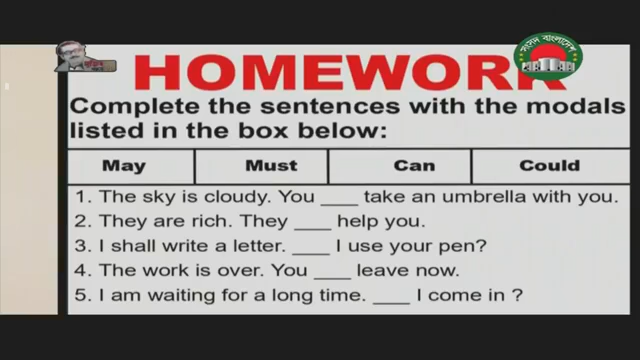 সংসদ বাংলাদেশ
HOMEWORK
Complete the sentences with the modals
listed in the box below:
May Must Can Could
1. The sky is cloudy. You ___ take an umbrella with you.
2. They are rich. They ___ help you.
3. I shall write a letter. ___ I use your pen?
4. The work is over. You ___ leave now.
5. I am waiting for a long time. ___ I come in ?